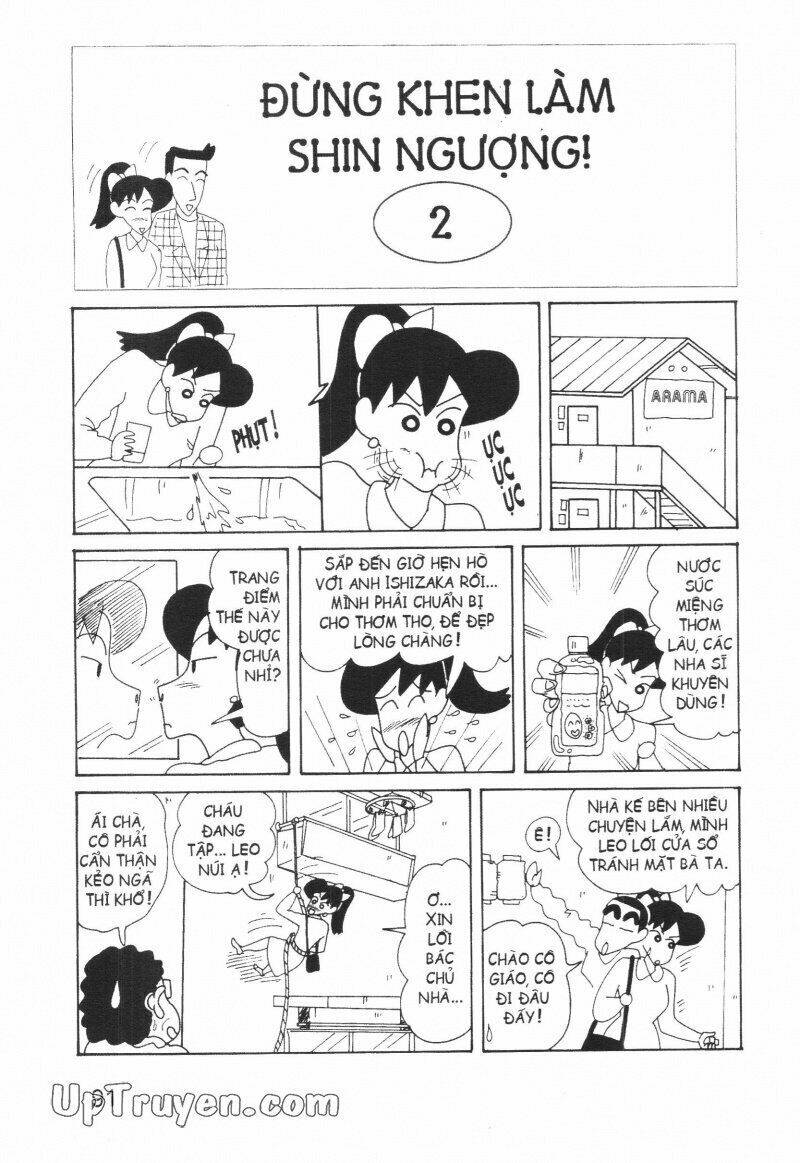 ĐỪNG KHEN LÀM
SHIN NGƯỢNG!
2
ARAMA
ỤC
ỤC
ỤC
PHỤT!
NƯỚC
SÚC
MIỆNG
THƠM
LÂU, CÁC
NHA SĨ
KHUYÊN
DÙNG!
SẮP ĐẾN GIỜ HẸN HÒ
VỚI ANH ISHIZAKA RỒI...
MÌNH PHẢI CHUẨN BỊ
CHO THƠM THO, ĐỂ ĐẸP
LÒNG CHÀNG!
TRANG
ĐIỂM
THẾ NÀY
ĐƯỢC
CHƯA
NHỈ?
NHÀ KẾ BÊN NHIỀU
CHUYỆN LẮM, MÌNH
LEO LỐI CỬA SỔ
TRÁNH MẶT BÀ TA.
Ê!
CHÀO CÔ
GIÁO, CÔ
ĐI ĐÂU
ĐẤY!
Ơ...
XIN
LỖI
BÁC
CHỦ
NHÀ...
CHÁU
ĐANG
TẬP... LEO
NÚI Ạ!
ÁI CHÀ,
CÔ PHẢI
CẨN THẬN
KẺO NGÃ
THÌ KHỔ!
UpTruyen.com